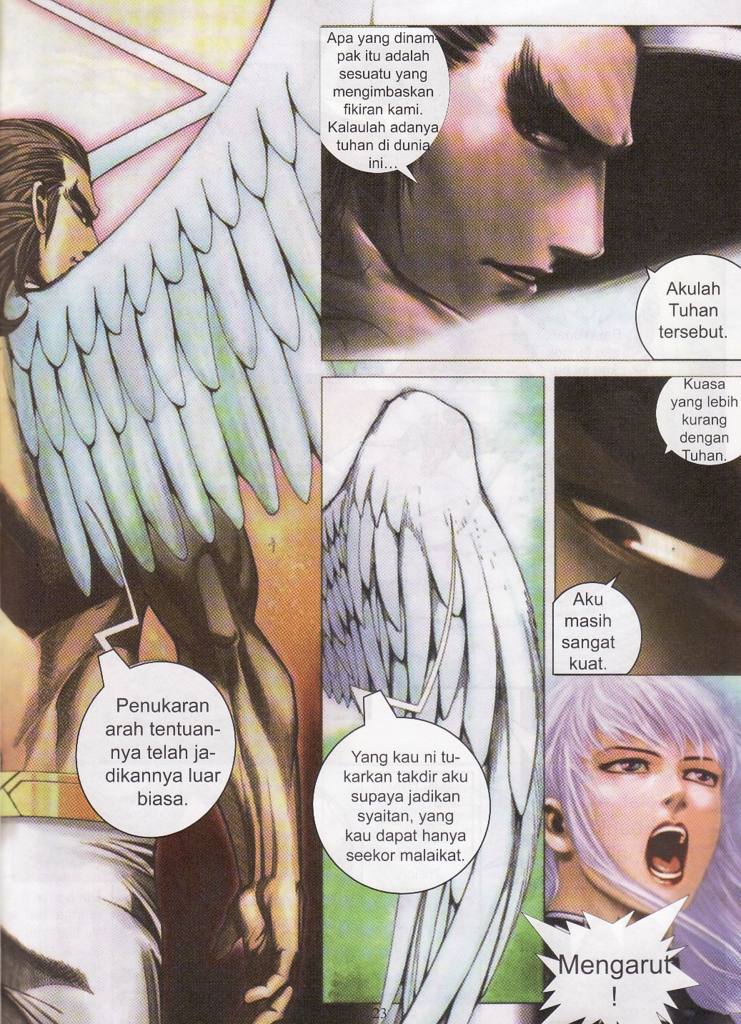 Apa yang dinam-
pak itu adalah
sesuatu yang
mengimbaskan
fikiran kami.
Kalaulah adanya
tuhan di dunia
ini...
Akulah
Tuhan
tersebut.
Penukaran
arah tentuan-
nya telah ja-
dikannya luar
biasa.
Yang kau ni tu-
karkan takdir aku
supaya jadikan
syaitan, yang
kau dapat hanya
seekor malaikat.
Kuasa
yang lebih
kurang
dengan
Tuhan.
Aku
masih
sangat
kuat.
Mengarut
!
23